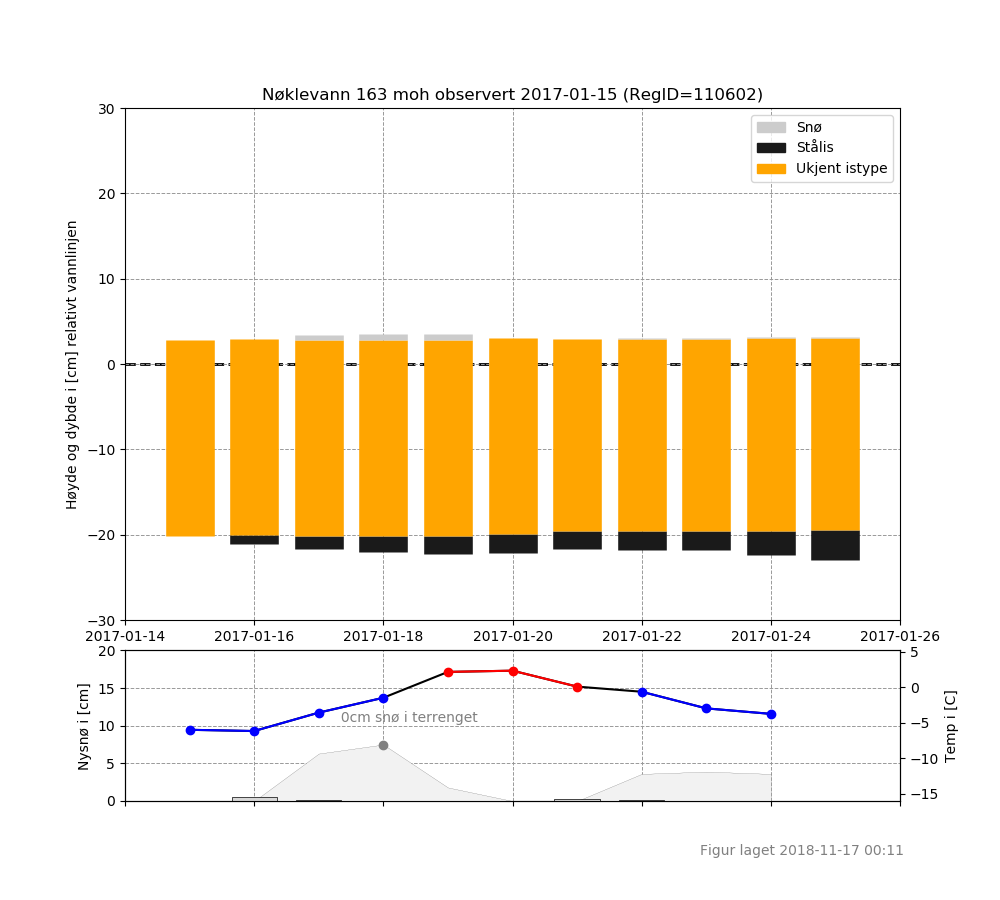 Nøklevann 163 moh observert 2017-01-15 (RegID=110602)
Høyde og dybde i [cm] relativt vannlinjen
30
20
10
0
−10
−20
−30
Snø
Stålis
Ukjent istype
2017-01-14 2017-01-16 2017-01-18 2017-01-20 2017-01-22 2017-01-24 2017-01-26
Nysnø i [cm]
20
15
10
5
0
0cm snø i terrenget
5
0
−5
−10
−15
Temp i [C]
Figur laget 2018-11-17 00:11